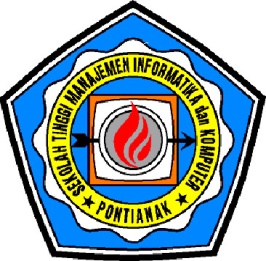 SEKOLAH TINGGI MANAJEMEN INFORMATIKA dan KOMPUTER
PONTIANAK